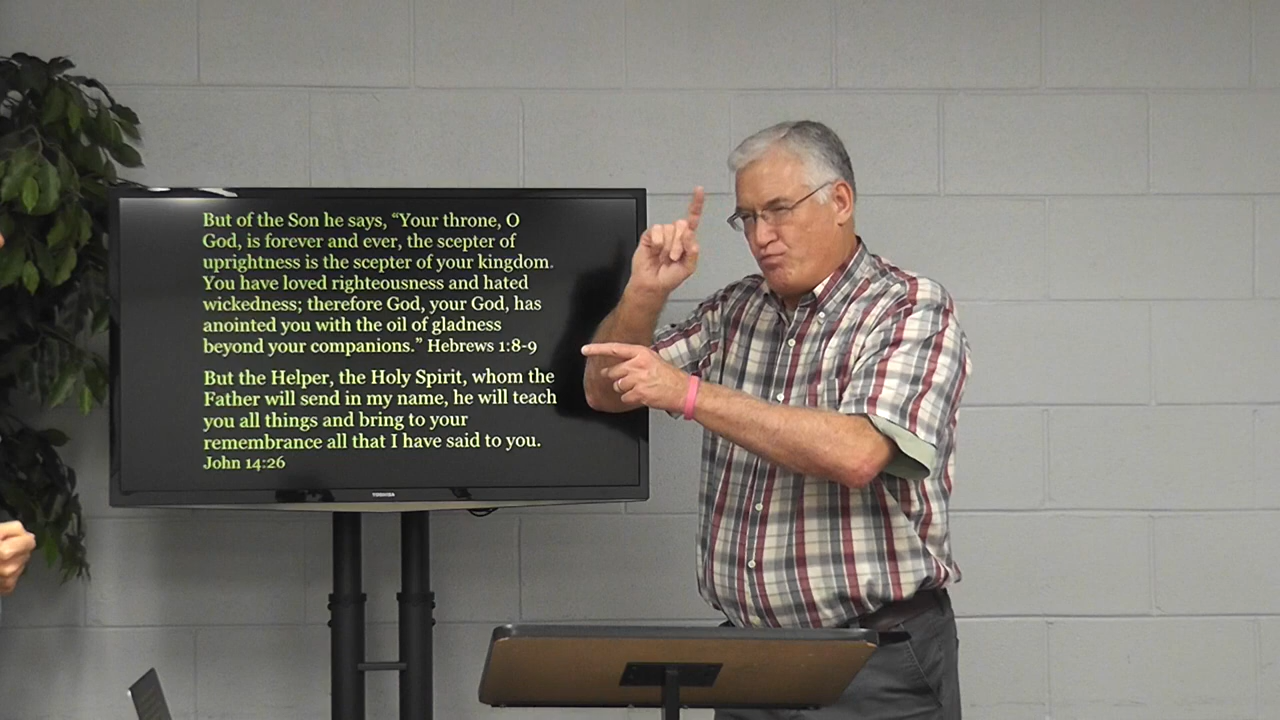 But of the Son he says, “Your throne, O
God, is forever and ever, the scepter of
uprightness is the scepter of your kingdom.
You have loved righteousness and hated
wickedness; therefore God, your God, has
anointed you with the oil of gladness
beyond your companions.” Hebrews 1:8-9
But the Helper, the Holy Spirit, whom the
Father will send in my name, he will teach
you all things and bring to your
remembrance all that I have said to you.
John 14:26
TOSHIBA